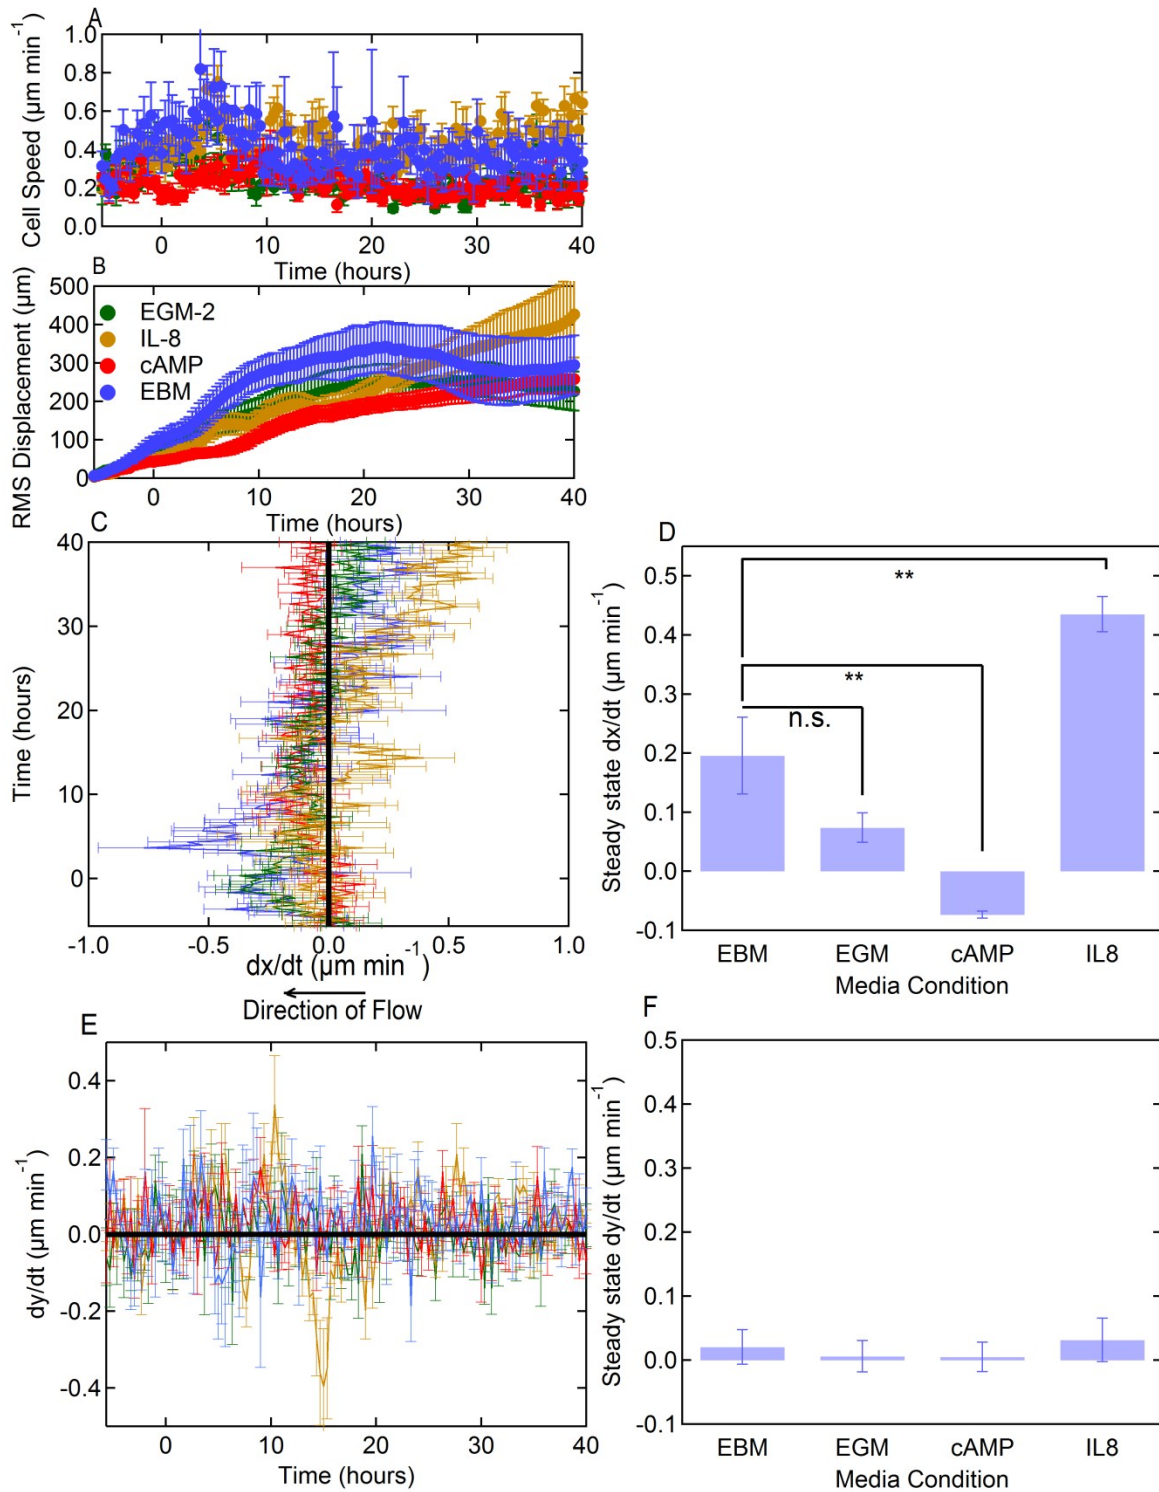 A
Cell Speed (µm min⁻¹)
1.0
0.8
0.6
0.4
0.2
0.0
0 10 20 30 40
Time (hours)
B
RMS Displacement (µm)
500
400
300
200
100
0
EGM-2
IL-8
cAMP
EBM
0 10 20 30 40
Time (hours)
C
Time (hours)
40
30
20
10
0
-1.0 -0.5 0.0 0.5 1.0
dx/dt (µm min⁻¹)
Direction of Flow
D
Steady state dx/dt (µm min⁻¹)
0.5
0.4
0.3
0.2
0.1
0.0
-0.1
**
**
n.s.
EBM EGM cAMP IL8
Media Condition
E
dy/dt (µm min⁻¹)
0.4
0.2
0.0
-0.2
-0.4
0 10 20 30 40
Time (hours)
F
Steady state dy/dt (µm min⁻¹)
0.5
0.4
0.3
0.2
0.1
0.0
-0.1
EBM EGM cAMP IL8
Media Condition